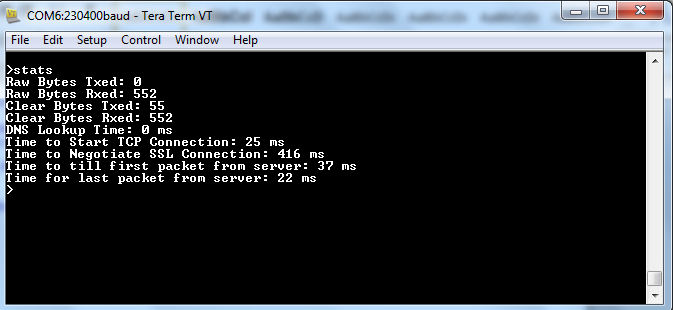 COM6:230400baud - Tera Term VT
File Edit Setup Control Window Help
>stats
Raw Bytes Txed: 0
Raw Bytes Rxed: 552
Clear Bytes Txed: 55
Clear Bytes Rxed: 552
DNS Lookup Time: 0 ms
Time to Start TCP Connection: 25 ms
Time to Negotiate SSL Connection: 416 ms
Time to till first packet from server: 37 ms
Time for last packet from server: 22 ms
>